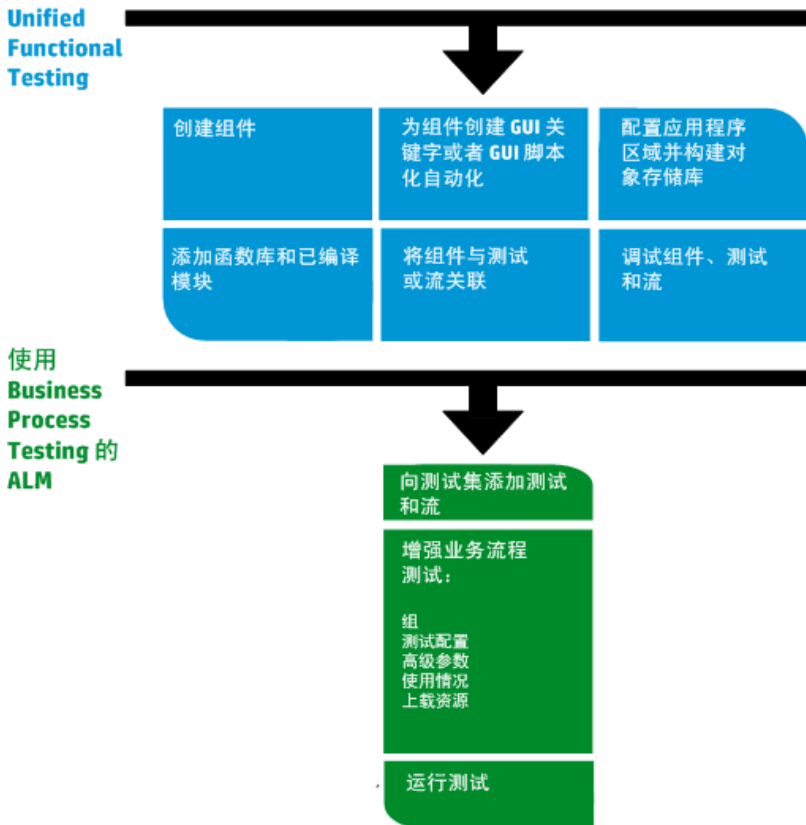 Unified
Functional
Testing
创建组件
为组件创建 GUI 关
键字或者 GUI 脚本
化自动化
配置应用程序
区域并构建对
象存储库
添加函数库和已编译
模块
将组件与测试
或流关联
调试组件、测试
和流
使用
Business
Process
Testing 的
ALM
向测试集添加测试
和流
增强业务流程
测试：
组
测试配置
高级参数
使用情况
上载资源
运行测试